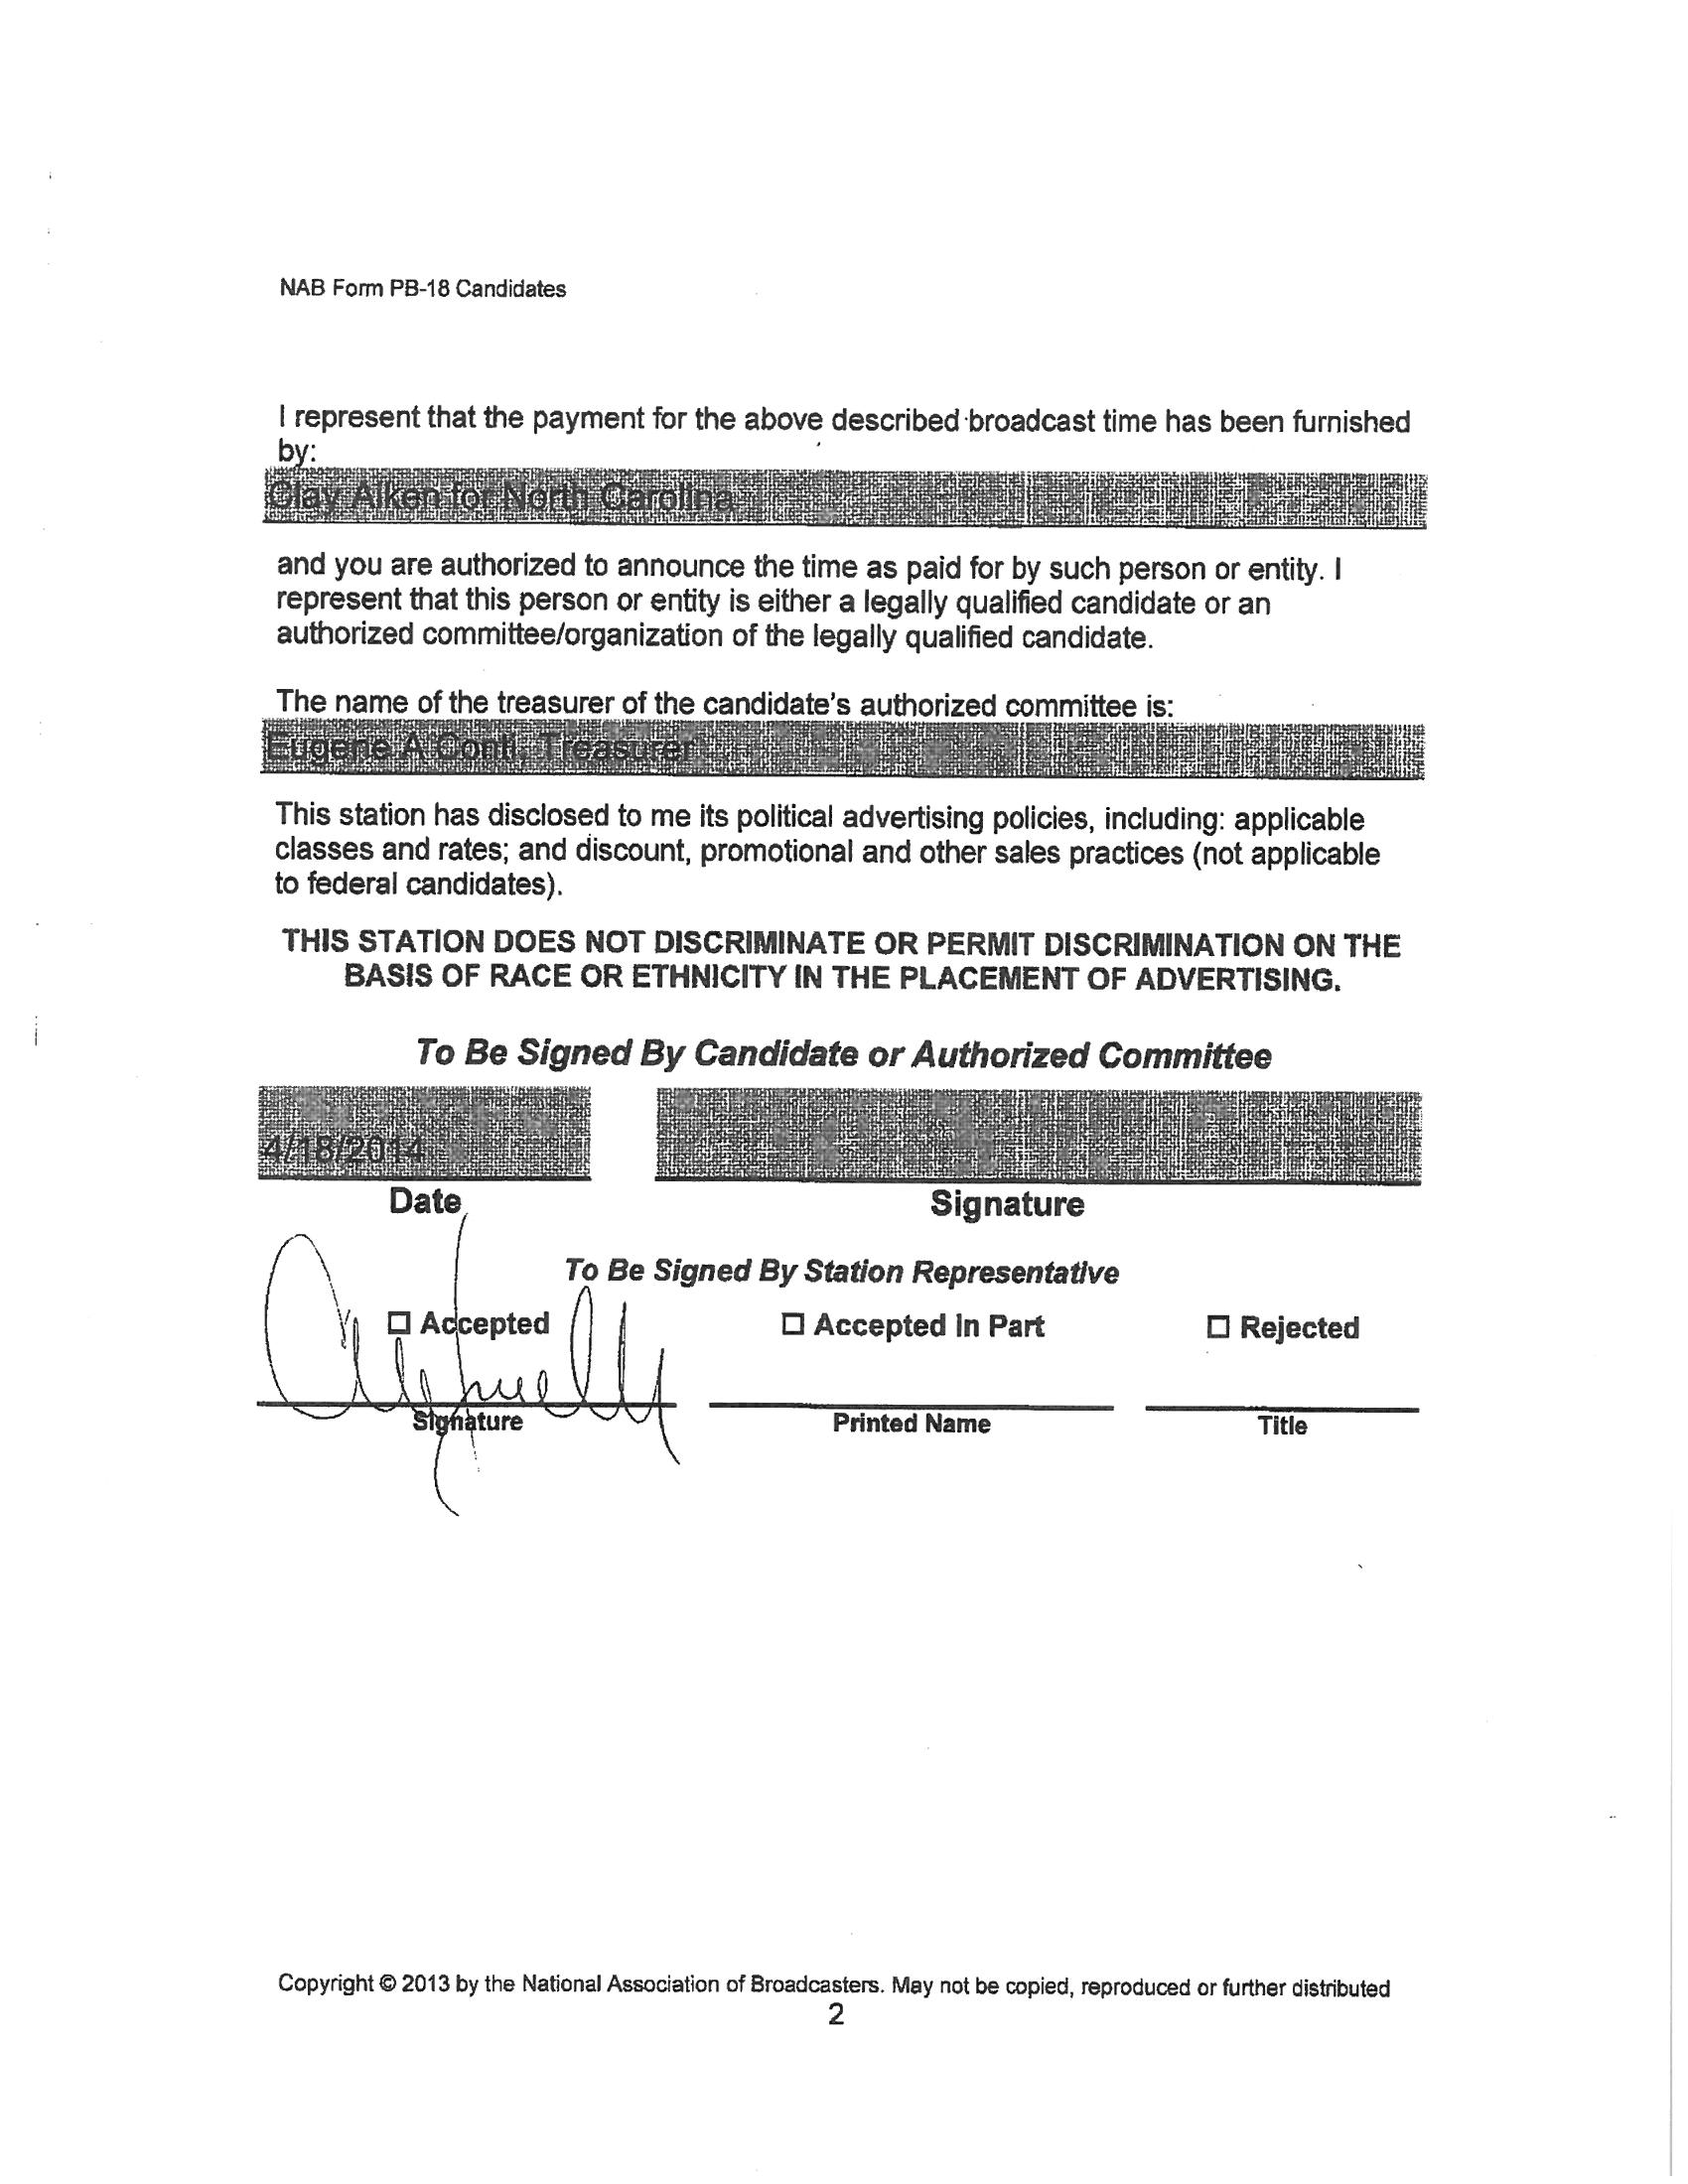 NAB Form PB-18 Candidates
I represent that the payment for the above described broadcast time has been furnished
by:
Clay Aiken for North Carolina
and you are authorized to announce the time as paid for by such person or entity. I
represent that this person or entity is either a legally qualified candidate or an
authorized committee/organization of the legally qualified candidate.
The name of the treasurer of the candidate's authorized committee is:
Eugene A Conti, Treasurer
This station has disclosed to me its political advertising policies, including: applicable
classes and rates; and discount, promotional and other sales practices (not applicable
to federal candidates).
THIS STATION DOES NOT DISCRIMINATE OR PERMIT DISCRIMINATION ON THE
BASIS OF RACE OR ETHNICITY IN THE PLACEMENT OF ADVERTISING.
To Be Signed By Candidate or Authorized Committee
4/18/2014
Date Signature
To Be Signed By Station Representative
☐ Accepted ☐ Accepted in Part ☐ Rejected
Signature Printed Name Title
Copyright © 2013 by the National Association of Broadcasters. May not be copied, reproduced or further distributed
2